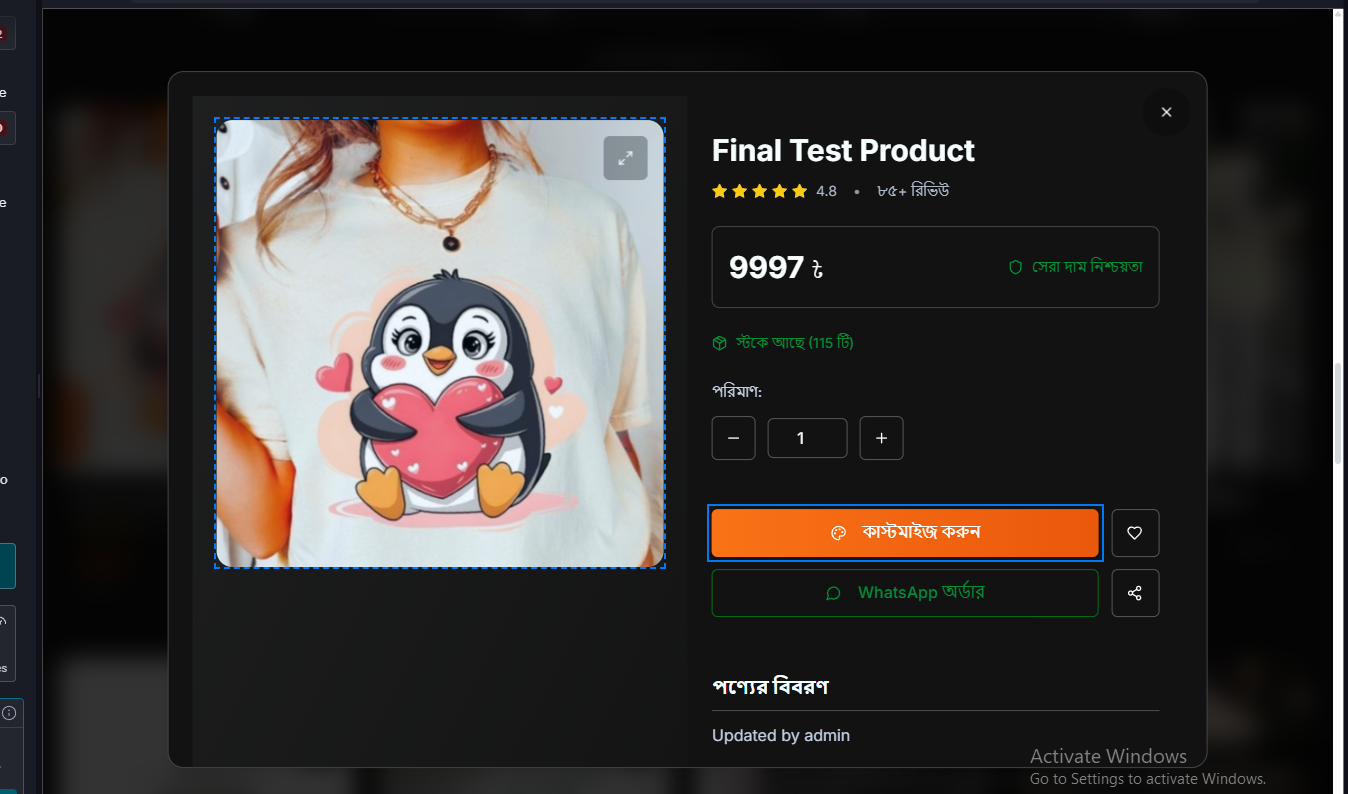 Final Test Product
4.8 • ৮৫+ রিভিউ
9997 ৳
সেরা দাম নিশ্চয়তা
স্টকে আছে (115 টি)
পরিমাণ:
− 1 +
কাস্টমাইজ করুন
WhatsApp অর্ডার
পণ্যের বিবরণ
Updated by admin
Activate Windows
Go to Settings to activate Windows.